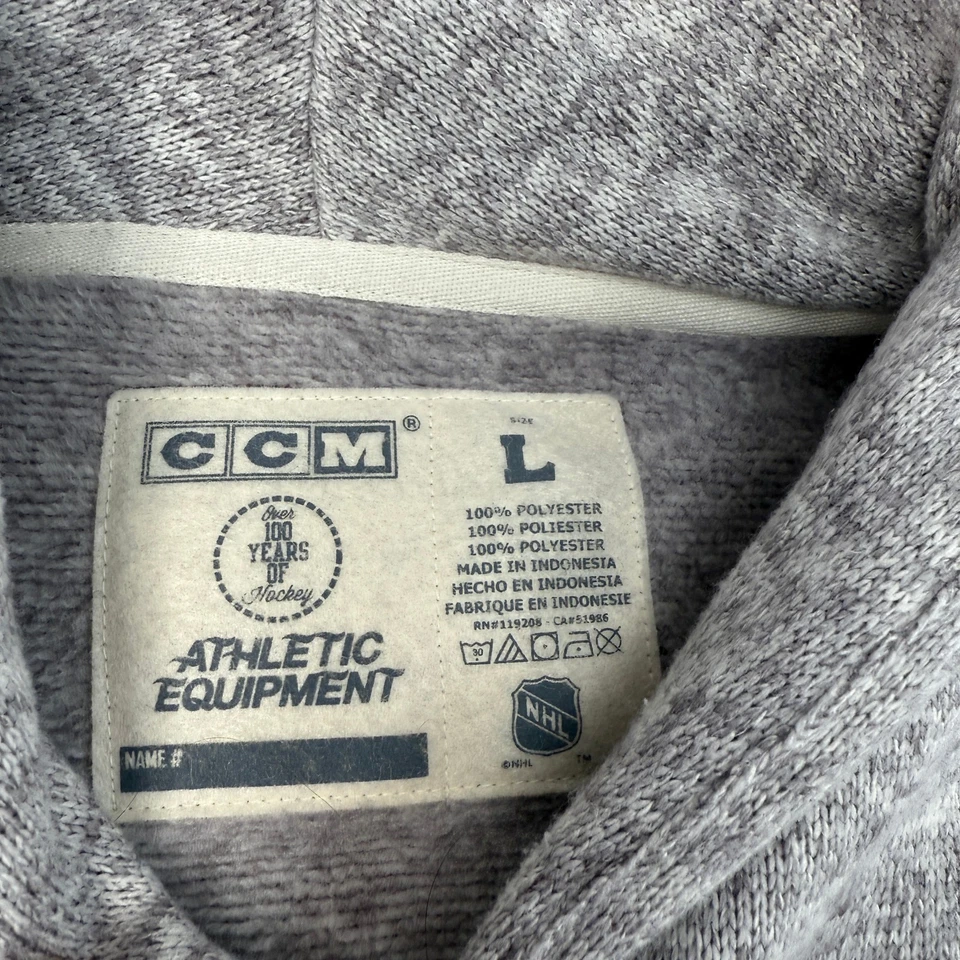 CCM®
Over
100
YEARS
OF
Hockey
ATHLETIC
EQUIPMENT
NAME #
SIZE
L
100% POLYESTER
100% POLIESTER
100% POLYESTER
MADE IN INDONESIA
HECHO EN INDONESIA
FABRIQUE EN INDONESIE
RN#119208 - CA#51986
30
NHL
©NHL TM